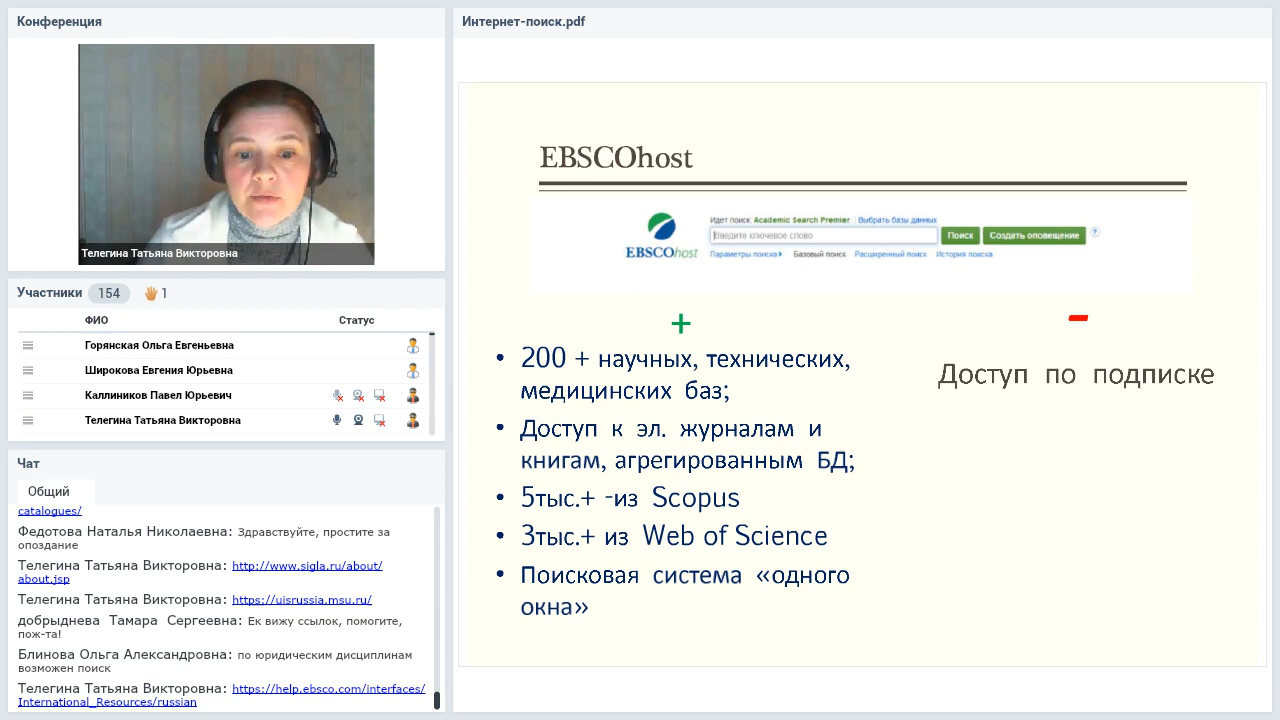 Конференция
Телегина Татьяна Викторовна
Участники 154 1
ФИО Статус
Горянская Ольга Евгеньевна
Широкова Евгения Юрьевна
Каллиников Павел Юрьевич
Телегина Татьяна Викторовна
Чат
Общий
catalogues/
Федотова Наталья Николаевна: Здравствуйте, простите за
опоздание
Телегина Татьяна Викторовна: http://www.sigla.ru/about/
about.jsp
Телегина Татьяна Викторовна: https://uisrussia.msu.ru/
добрыднева Тамара Сергеевна: Ек вижу ссылок, помогите,
пож-та!
Блинова Ольга Александровна: по юридическим дисциплинам
возможен поиск
Телегина Татьяна Викторовна: https://help.ebsco.com/interfaces/
International_Resources/russian
Интернет-поиск.pdf
EBSCOhost
EBSCOhost
Идет поиск: Academic Search Premier Выбрать базы данных
Введите ключевое слово Поиск Создать оповещение ?
Параметры поиска Базовый поиск Расширенный поиск История поиска
+
• 200 + научных, технических,
медицинских баз;
• Доступ к эл. журналам и
книгам, агрегированным БД;
• 5тыс.+ -из Scopus
• 3тыс.+ из Web of Science
• Поисковая система «одного
окна»
-
Доступ по подписке